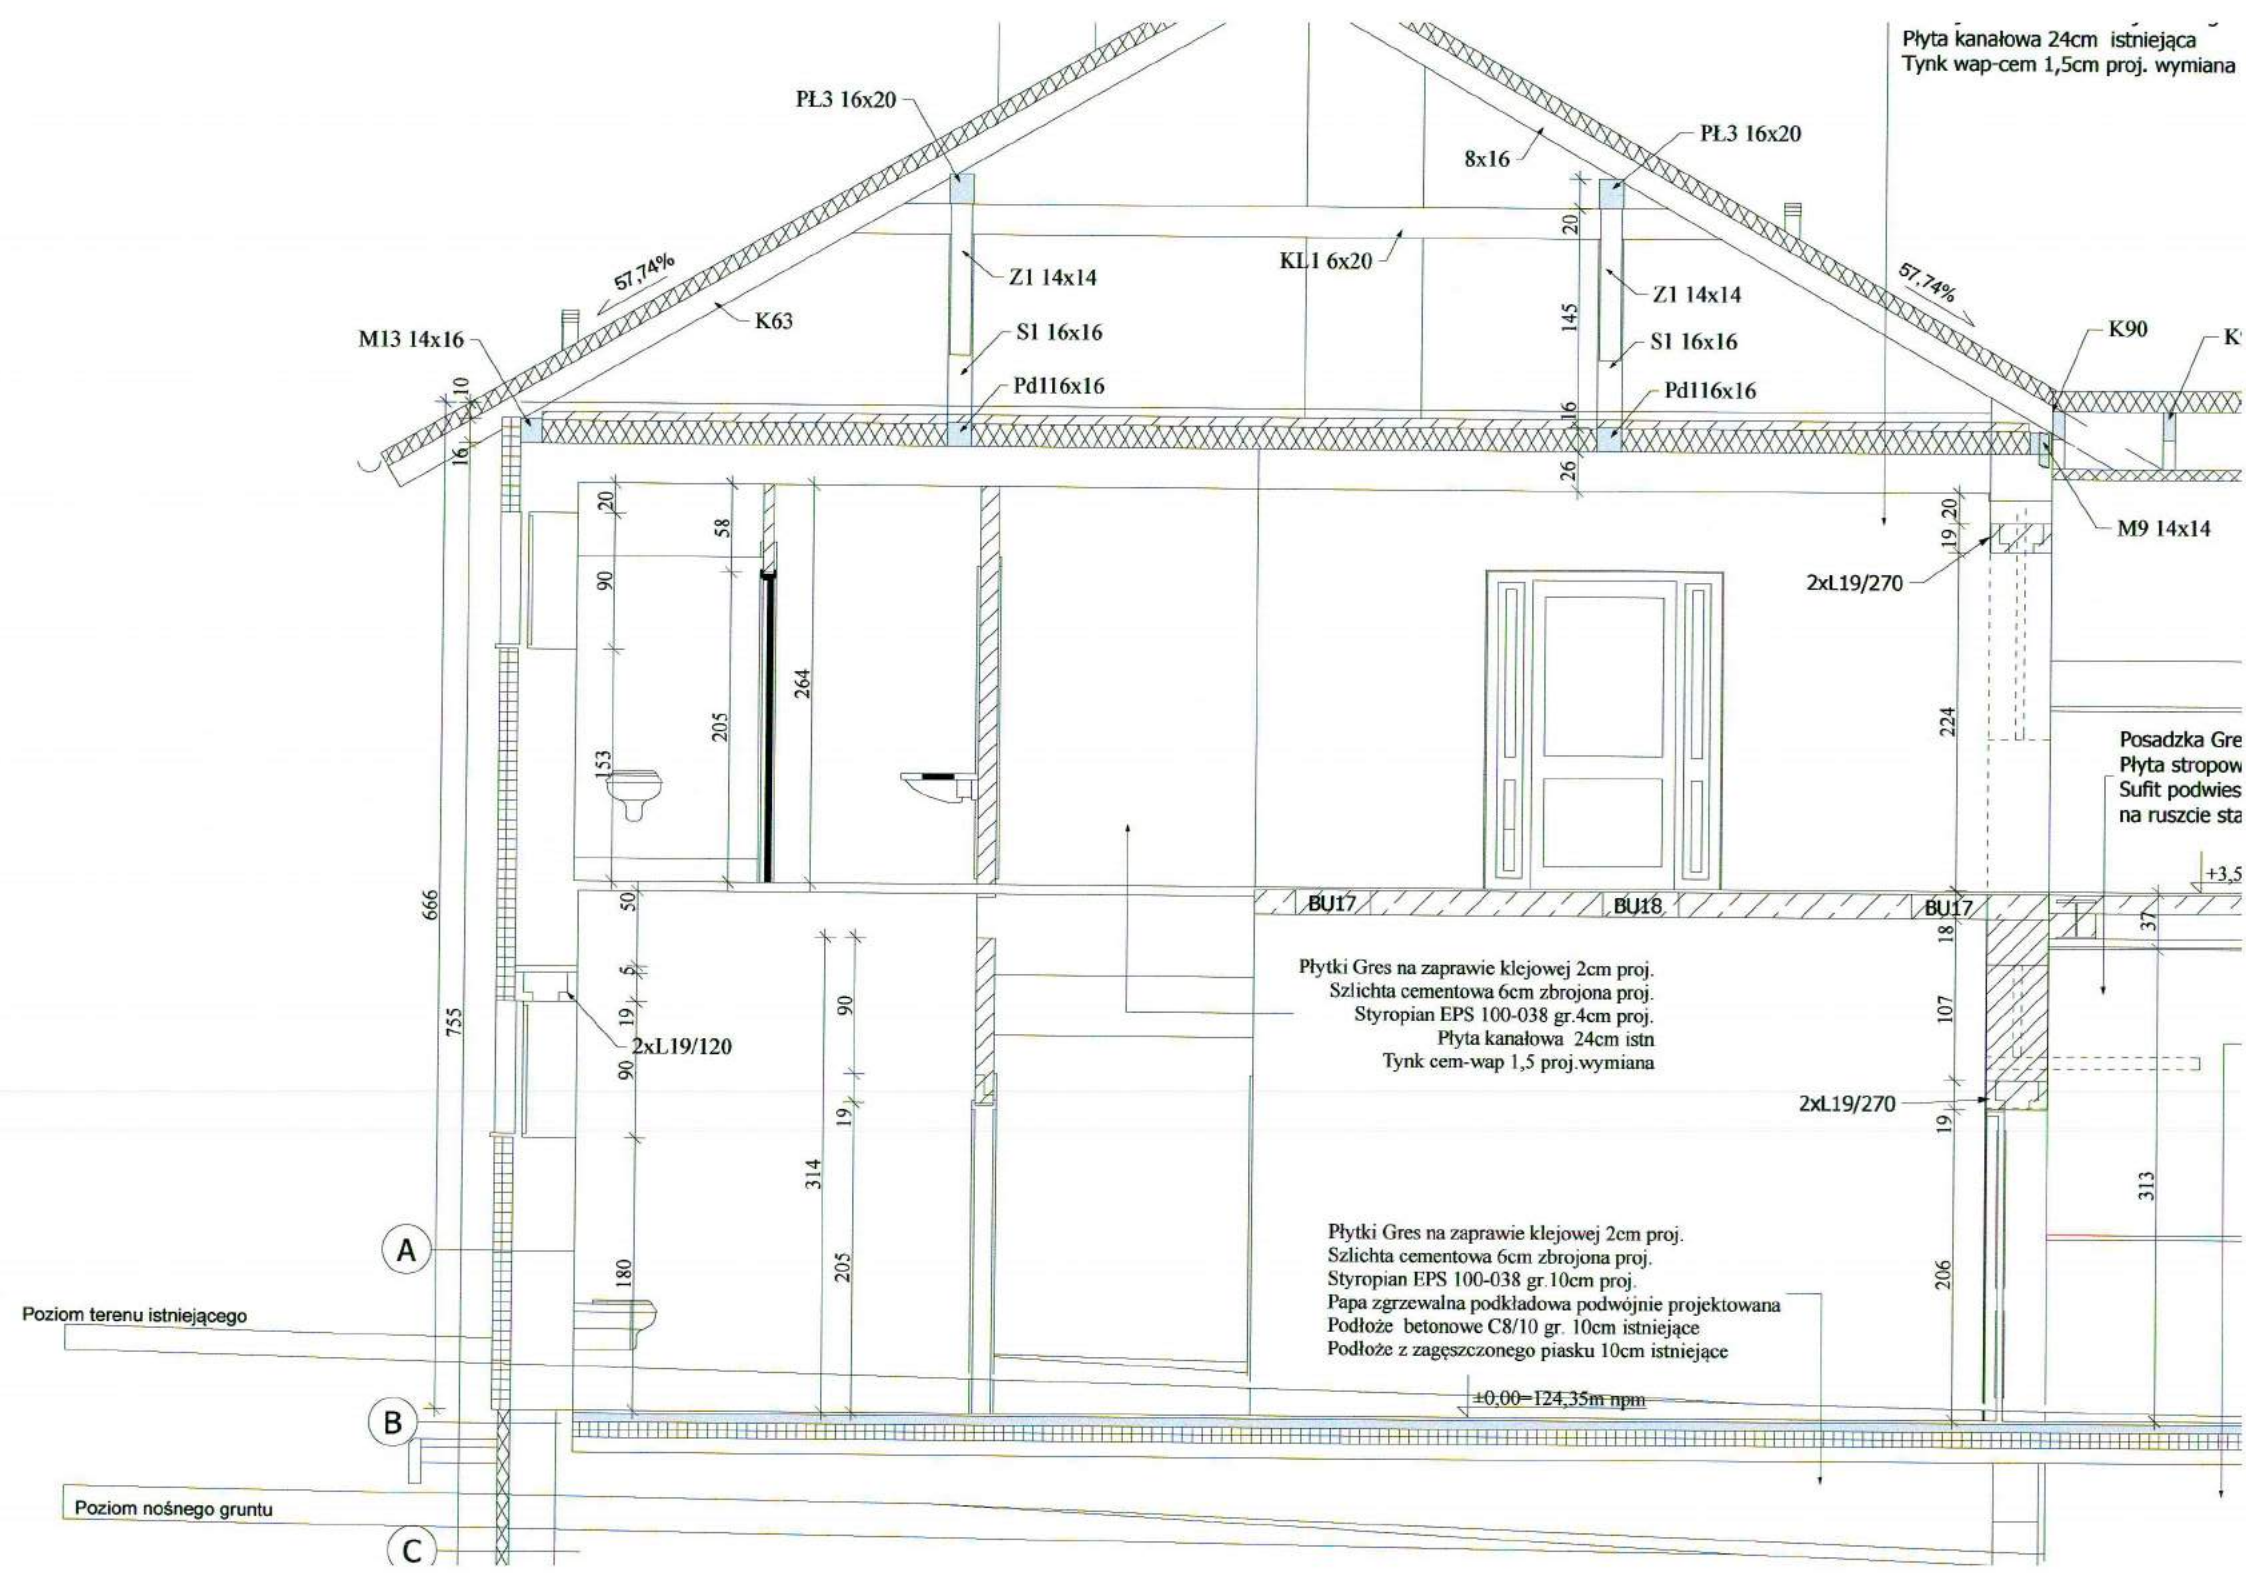 Płyta kanałowa 24cm istniejąca
Tynk wap-cem 1,5cm proj. wymiana
PŁ3 16x20
PŁ3 16x20
8x16
20
KL1 6x20
57,74%
57,74%
Z1 14x14
Z1 14x14
145
K63
S1 16x16
S1 16x16
M13 14x16
K90
Pd116x16
Pd116x16
10
16
16
26
20
58
20
19
M9 14x14
2xL19/270
90
264
205
153
224
Posadzka
Płyta
Sufit
na ruszcie
666
50
BU17
BU18
BU17
18
37
5
19
755
90
2xL19/120
90
Płytki Gres na zaprawie klejowej 2cm proj.
Szlichta cementowa 6cm zbrojona proj.
Styropian EPS 100-038 gr.4cm proj.
Płyta kanałowa 24cm istn
Tynk cem-wap 1,5 proj.wymiana
107
2xL19/270
19
19
314
313
A
180
205
206
Płytki Gres na zaprawie klejowej 2cm proj.
Szlichta cementowa 6cm zbrojona proj.
Styropian EPS 100-038 gr.10cm proj.
Papa zgrzewalna podkładowa podwójnie projektowana
Podłoże betonowe C8/10 gr. 10cm istniejące
Podłoże z zagęszczonego piasku 10cm istniejące
Poziom terenu istniejącego
±0,00=124,35m npm
B
Poziom nośnego gruntu
C